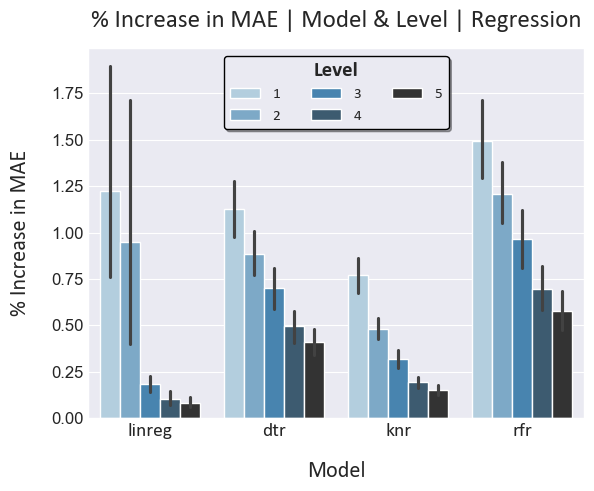 % Increase in MAE | Model & Level | Regression
Level
1 3 5
2 4
% Increase in MAE
1.75
1.50
1.25
1.00
0.75
0.50
0.25
0.00
linreg dtr knr rfr
Model